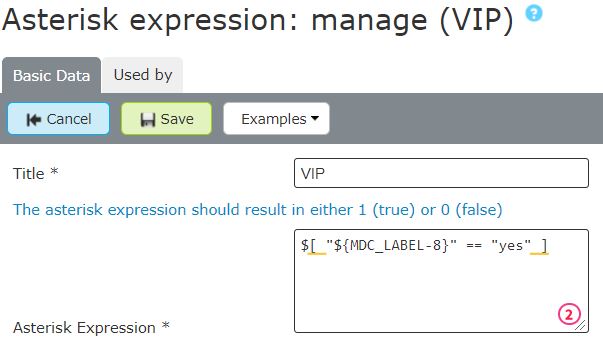 Asterisk expression: manage (VIP) ?
Basic Data Used by
Cancel Save Examples
Title * VIP
The asterisk expression should result in either 1 (true) or 0 (false)
$[ "${MDC_LABEL-8}" == "yes" ]
2
Asterisk Expression *